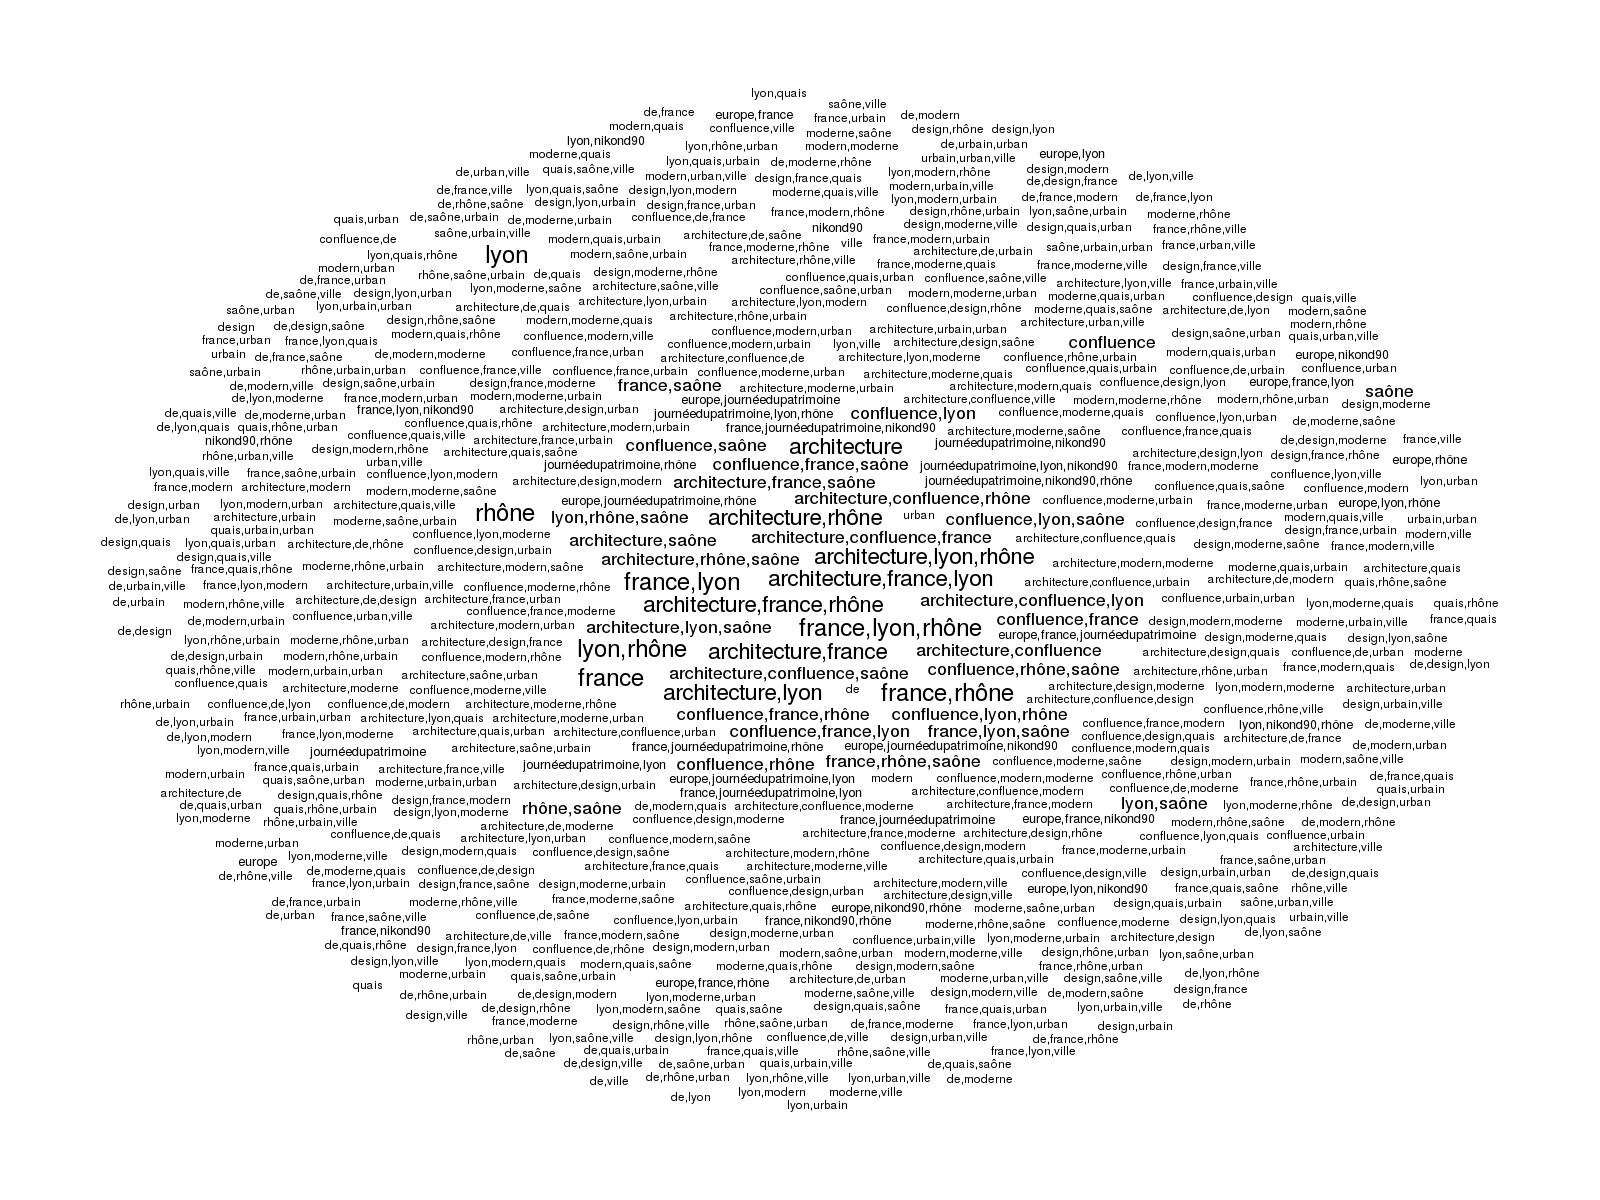 lyon,quais
saône,ville
de,france europe,france france,urbain de,modern
modern,quais confluence,ville moderne,saône design,rhône design,lyon
lyon,nikond90 lyon,rhône,urban modern,moderne de,urbain,urban
moderne,quais lyon,quais,urbain de,moderne,rhône urbain,urban,ville europe,lyon
de,urban,ville quais,saône,ville modern,urban,ville design,france,quais lyon,modern,rhône design,modern de,design,france de,lyon,ville
de,france,ville lyon,quais,saône design,lyon,modern moderne,quais,ville modern,urbain,ville
de,rhône,saône design,lyon,urbain design,france,urban lyon,modern,urbain de,france,modern de,france,lyon
quais,urban de,saône,urbain de,moderne,urbain confluence,de,france france,modern,rhône design,rhône,urbain lyon,saône,urbain moderne,rhône
confluence,de saône,urbain,ville modern,quais,urbain architecture,de,saône nikond90 design,moderne,ville design,quais,urban france,rhône,ville
lyon,quais,rhône lyon modern,saône,urbain france,moderne,rhône ville france,modern,urbain architecture,de,urbain saône,urbain,urban france,urban,ville
modern,urban architecture,rhône,ville france,moderne,quais france,moderne,ville design,france,ville
de,france,urban rhône,saône,urbain de,quais design,moderne,rhône confluence,quais,urban confluence,saône,ville
de,saône,ville design,lyon,urban lyon,moderne,saône architecture,saône,ville confluence,saône,urban modern,moderne,urban moderne,quais,urban architecture,lyon,ville france,urbain,ville confluence,design quais,ville
saône,urban lyon,urbain,urban architecture,de,quais architecture,lyon,urbain architecture,lyon,modern confluence,design,rhône modern,quais,saône architecture,de,lyon modern,saône
design de,design,saône design,rhône,saône modern,moderne,quais architecture,rhône,urbain architecture,urban,ville modern,rhône
france,urban france,lyon,quais modern,quais,rhône confluence,modern,ville confluence,modern,urban architecture,urbain,urban design,saône,urban quais,urban,ville
urbain de,france,saône de,modern,moderne confluence,france,urban confluence,modern,urbain lyon,ville architecture,design,saône confluence modern,quais,urban europe,nikond90
saône,urbain rhône,urbain,urban confluence,france,ville confluence,france,urbain architecture,confluence,de architecture,lyon,moderne confluence,rhône,urbain confluence,quais,urbain confluence,de,urbain confluence,urban
de,modern,ville design,saône,urbain design,france,moderne france,saône confluence,moderne,urban architecture,moderne,quais confluence,design,lyon europe,france,lyon saône
de,lyon,moderne france,modern,urban modern,moderne,urbain architecture,moderne,urbain architecture,modern,quais modern,rhône,urban design,moderne
de,quais,ville de,moderne,urban france,lyon,nikond90 architecture,design,urban europe,journéedupatrimoine architecture,confluence,ville modern,moderne,rhône
de,lyon,quais quais,rhône,urban confluence,quais,rhône journéedupatrimoine,lyon,rhône confluence,lyon confluence,moderne,quais confluence,lyon,urban de,moderne,saône
nikond90,rhône confluence,quais,ville architecture,modern,urban france,journéedupatrimoine,nikond90 architecture,moderne,saône confluence,france,quais de,design,moderne france,ville
rhône,urban,ville design,modern,rhône architecture,france,urbain architecture,quais,saône confluence,saône architecture journéedupatrimoine,nikond90 architecture,design,lyon design,france,rhône europe,rhône
lyon,quais,ville france,saône,urbain urban,ville confluence,lyon,modern journéedupatrimoine,rhône confluence,france,saône journéedupatrimoine,lyon,nikond90 france,modern,moderne confluence,lyon,ville
france,modern architecture,modern modern,moderne,saône architecture,design,modern architecture,france,saône journéedupatrimoine,nikond90,rhône confluence,quais,saône confluence,modern lyon,urban
design,urban lyon,modern,urban architecture,quais,ville europe,journéedupatrimoine,rhône architecture,confluence,rhône confluence,moderne,urbain france,moderne,urban europe,lyon,rhône
de,lyon,urban architecture,urbain moderne,saône,urbain rhône lyon,rhône,saône architecture,rhône urban confluence,lyon,saône confluence,design,france modern,quais,ville urbain,urban
quais,urbain,urban confluence,lyon,moderne architecture,saône architecture,confluence,france architecture,confluence,quais design,france,urbain modern,ville
design,quais lyon,quais,urban architecture,de,rhône confluence,design,urbain design,moderne,saône france,modern,ville
design,quais,ville architecture,rhône,saône architecture,lyon,rhône architecture,modern,moderne
design,saône france,quais,rhône moderne,rhône,urbain architecture,modern,saône moderne,quais,urbain architecture,quais
de,urbain,ville france,lyon,modern architecture,urbain,ville confluence,moderne,rhône france,lyon architecture,france,lyon architecture,confluence,urbain architecture,de,modern quais,rhône,saône
de,urbain modern,rhône,ville architecture,de,design architecture,france,urban architecture,france,rhône architecture,confluence,lyon confluence,urbain,urban lyon,moderne,quais quais,rhône
de,modern,urbain confluence,urban,ville confluence,france,moderne architecture,modern,urban architecture,lyon,saône france,lyon,rhône confluence,france design,modern,moderne moderne,urbain,ville france,quais
de,design lyon,rhône,urbain moderne,rhône,urban architecture,design,france lyon,rhône architecture,france europe,france,journéedupatrimoine architecture,confluence design,moderne,quais design,lyon,saône
de,design,urbain modern,rhône,urbain confluence,modern,rhône architecture,design,quais confluence,de,urban moderne
quais,rhône,ville modern,urbain,urban architecture,saône,urban france architecture,confluence,saône confluence,rhône,saône architecture,rhône,urban france,modern,quais de,design,lyon
confluence,quais architecture,moderne confluence,moderne,ville architecture,lyon de france,rhône architecture,design,moderne lyon,modern,moderne architecture,urban
rhône,urbain confluence,de,lyon confluence,de,modern architecture,moderne,rhône architecture,confluence,design confluence,rhône,ville design,urbain,ville
de,lyon,urbain france,urbain,urban architecture,lyon,quais architecture,moderne,urban confluence,france,rhône confluence,lyon,rhône confluence,france,modern lyon,nikond90,rhône de,moderne,ville
de,lyon,modern france,lyon,moderne architecture,quais,urban architecture,confluence,urban confluence,france,lyon france,lyon,saône confluence,design,quais architecture,de,france
lyon,modern,ville journéedupatrimoine architecture,saône,urbain france,journéedupatrimoine,rhône europe,journéedupatrimoine,nikond90 confluence,modern,quais de,modern,urban
modern,urbain france,quais,urban architecture,france,ville journéedupatrimoine,lyon confluence,rhône france,rhône,saône confluence,moderne,saône design,modern,urbain modern,saône,ville
quais,saône,urban moderne,urbain,urban architecture,design,urbain europe,journéedupatrimoine,lyon modern confluence,modern,moderne confluence,rhône,urban france,rhône,urbain de,france,quais
architecture,de design,quais,rhône design,france,modern france,journéedupatrimoine,lyon architecture,confluence,modern confluence,de,moderne quais,urbain
de,quais,urban quais,rhône,urbain design,lyon,moderne rhône,saône de,modern,quais architecture,confluence,moderne architecture,france,modern lyon,saône lyon,moderne,rhône de,design,urban
lyon,moderne rhône,urbain,ville architecture,de,moderne confluence,design,moderne france,journéedupatrimoine europe,france,nikond90 modern,rhône,saône de,modern,rhône
moderne,urban confluence,de,quais architecture,lyon,urban confluence,modern,saône architecture,france,moderne architecture,design,rhône confluence,lyon,quais confluence,urbain
europe lyon,moderne,ville design,modern,quais confluence,design,saône architecture,modern,rhône confluence,design,modern france,moderne,urbain architecture,ville
de,rhône,ville de,moderne,quais confluence,de,design architecture,france,quais architecture,moderne,ville architecture,quais,urbain france,saône,urban
france,lyon,urbain design,france,saône design,moderne,urbain confluence,saône,urbain architecture,modern,ville confluence,design,ville design,urbain,urban de,design,quais
de,france,urbain moderne,rhône,ville france,moderne,saône confluence,design,urban architecture,design,ville europe,lyon,nikond90 france,quais,saône rhône,ville
de,urban france,saône,ville confluence,de,saône architecture,quais,rhône europe,nikond90,rhône moderne,saône,urban design,quais,urbain saône,urban,ville
france,nikond90 confluence,lyon,urbain france,nikond90,rhône moderne,rhône,saône confluence,moderne design,lyon,quais urbain,ville
de,quais,rhône architecture,de,ville france,modern,saône design,moderne,urban confluence,urbain,ville lyon,moderne,urbain architecture,design de,lyon,saône
design,lyon,ville design,france,lyon confluence,de,rhône design,modern,urban modern,saône,urban modern,moderne,ville design,rhône,urban lyon,saône,urban
moderne,urbain lyon,modern,quais modern,quais,saône moderne,quais,rhône design,modern,saône france,rhône,urban
quais quais,saône,urbain europe,france,rhône architecture,de,urban moderne,urban,ville design,saône,ville de,lyon,rhône
de,rhône,urbain de,design,modern lyon,moderne,urban moderne,saône,ville design,modern,ville de,modern,saône design,france
design,ville de,design,rhône lyon,modern,saône quais,saône design,quais,saône france,quais,urban lyon,urbain,ville de,rhône
france,moderne design,rhône,ville rhône,saône,urban de,france,moderne france,lyon,urban design,urbain
rhône,urban lyon,saône,ville design,lyon,rhône confluence,de,ville design,urban,ville de,france,rhône
de,saône de,quais,urbain france,quais,ville rhône,saône,ville france,lyon,ville
de,design,ville de,saône,urban quais,urbain,ville de,quais,saône
de,ville de,rhône,urban lyon,rhône,ville lyon,urban,ville de,moderne
de,lyon lyon,modern moderne,ville
lyon,urbain